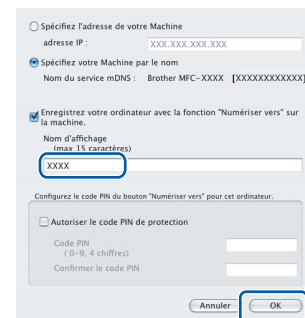 Spécifiez l'adresse de votre Machine
adresse IP :
XXX.XXX.XXX.XXX
Spécifiez votre Machine par le nom
Nom du service mDNS : Brother MFC-XXXX [XXXXXXXXXXXX]
Enregistrez votre ordinateur avec la fonction "Numériser vers" sur
la machine.
Nom d'affichage
(max 15 caractères)
XXXX
Configurez le code PIN du bouton "Numériser vers" pour cet ordinateur.
Autoriser le code PIN de protection
Code PIN
( 0–9, 4 chiffres)
Confirmer le code PIN
Annuler
OK